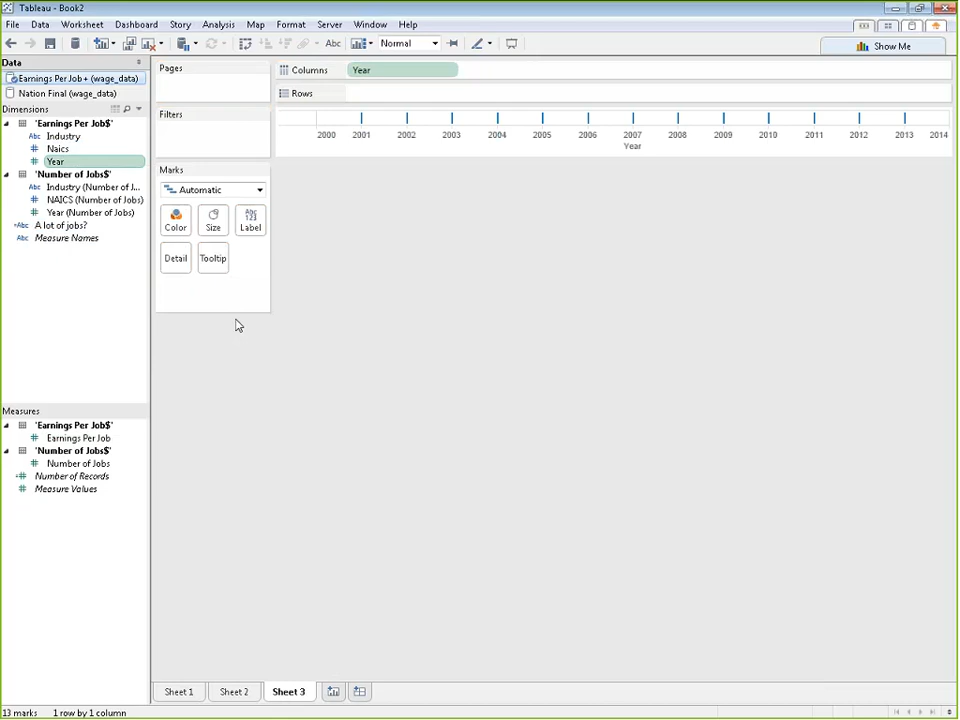 Tableau - Book2
File Data Worksheet Dashboard Story Analysis Map Format Server Window Help
Abc Normal
Show Me
Data
Earnings Per Job+ (wage_data)
Nation Final (wage_data)
Dimensions
'Earnings Per Job$'
Abc Industry
# Naics
# Year
'Number of Jobs$'
Abc Industry (Number of J...
# NAICS (Number of Jobs)
# Year (Number of Jobs)
Abc A lot of jobs?
Abc Measure Names
Measures
'Earnings Per Job$'
# Earnings Per Job
'Number of Jobs$'
# Number of Jobs
# Number of Records
# Measure Values
Pages
Filters
Marks
Automatic
Color Size Abc 123 Label
Detail Tooltip
Columns Year
Rows
2000 2001 2002 2003 2004 2005 2006 2007 2008 2009 2010 2011 2012 2013 2014
Year
Sheet 1 Sheet 2 Sheet 3
13 marks 1 row by 1 column